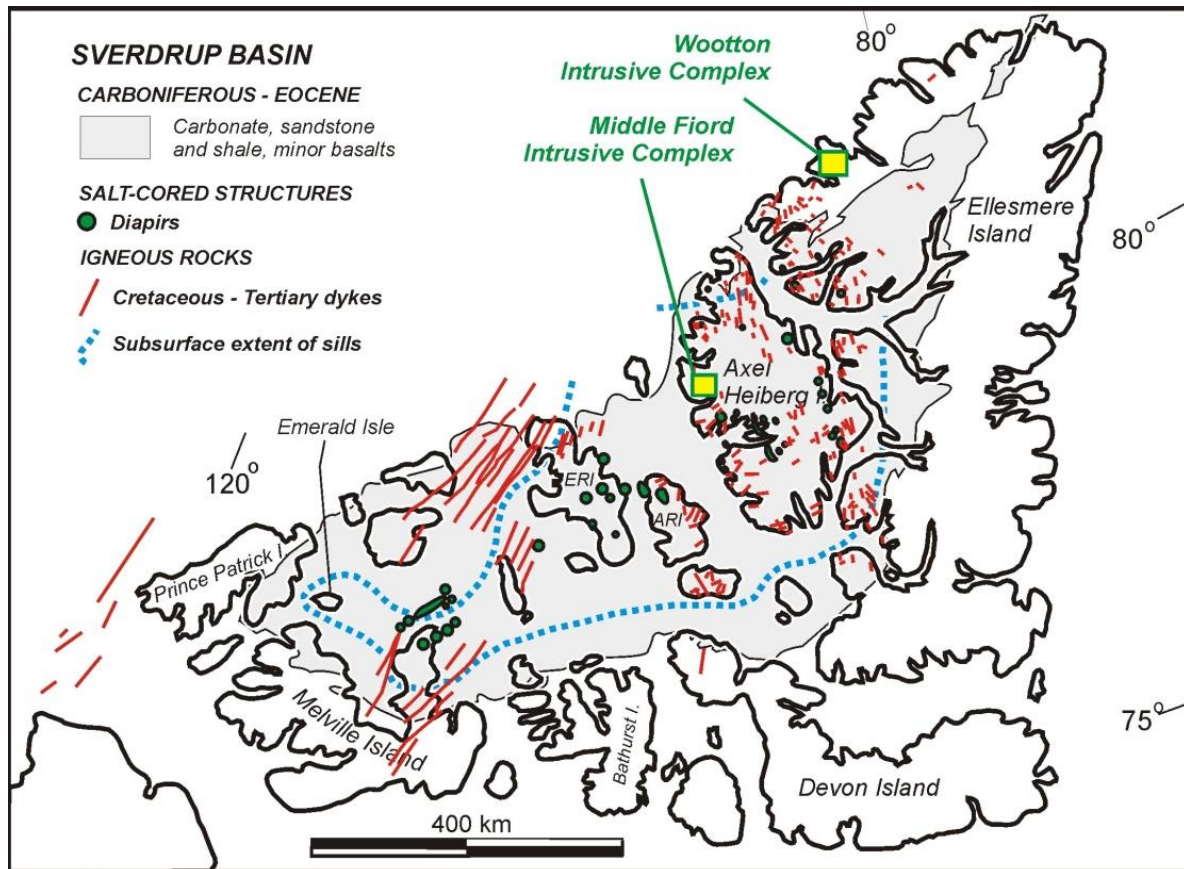 SVERDRUP BASIN
CARBONIFEROUS - EOCENE
Carbonate, sandstone
and shale, minor basalts
SALT-CORED STRUCTURES
Diapirs
IGNEOUS ROCKS
Cretaceous - Tertiary dykes
Subsurface extent of sills
Wootton
Intrusive Complex
Middle Fiord
Intrusive Complex
80°
Ellesmere
Island
80°
Axel
Heiberg I.
Emerald Isle
120°
ERI
ARI
Prince Patrick I.
Melville Island
Bathurst I.
75°
Devon Island
400 km